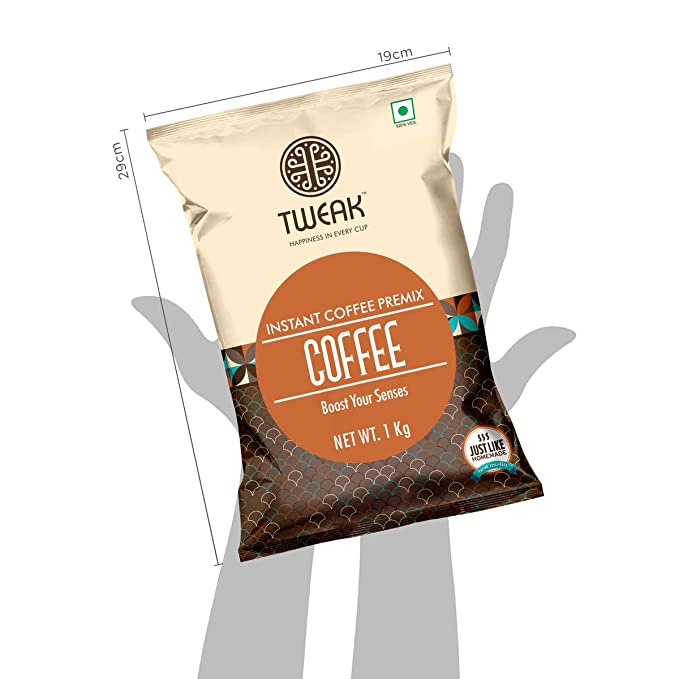 19cm
29cm
100% VEG
TWEAK™
HAPPINESS IN EVERY CUP
INSTANT COFFEE PREMIX
COFFEE
Boost Your Senses
NET WT. 1 Kg
JUST LIKE
HOMEMADE